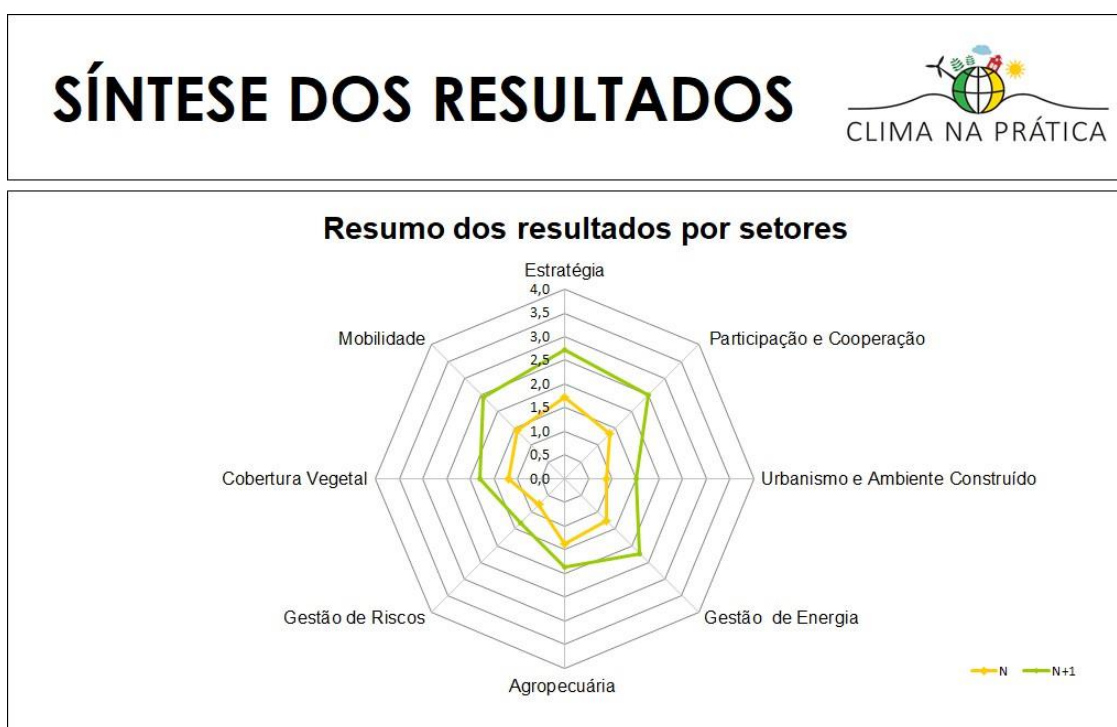 SÍNTESE DOS RESULTADOS
CLIMA NA PRÁTICA
Resumo dos resultados por setores
Estratégia
4,0
3,5
3,0
2,5
2,0
1,5
1,0
0,5
0,0
Mobilidade
Participação e Cooperação
Cobertura Vegetal
Urbanismo e Ambiente Construído
Gestão de Riscos
Gestão de Energia
Agropecuária
N
N+1